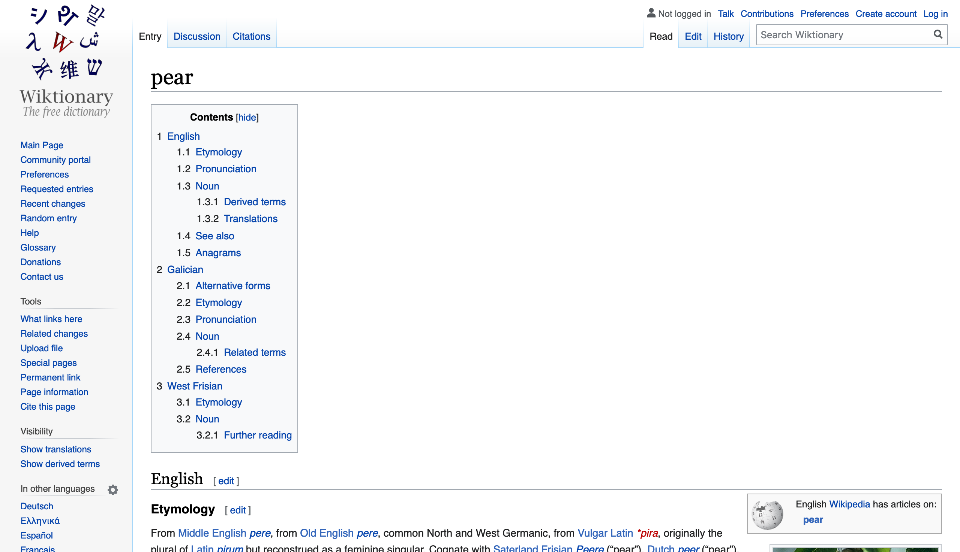 Not logged in Talk Contributions Preferences Create account Log in
Entry Discussion Citations Read Edit History Search Wiktionary
シ 말
λ W ش
维 ש
Wiktionary
The free dictionary
Main Page
Community portal
Preferences
Requested entries
Recent changes
Random entry
Help
Glossary
Donations
Contact us
Tools
What links here
Related changes
Upload file
Special pages
Permanent link
Page information
Cite this page
Visibility
Show translations
Show derived terms
In other languages
Deutsch
Ελληνικά
Español
Français
pear
Contents [hide]
1 English
1.1 Etymology
1.2 Pronunciation
1.3 Noun
1.3.1 Derived terms
1.3.2 Translations
1.4 See also
1.5 Anagrams
2 Galician
2.1 Alternative forms
2.2 Etymology
2.3 Pronunciation
2.4 Noun
2.4.1 Related terms
2.5 References
3 West Frisian
3.1 Etymology
3.2 Noun
3.2.1 Further reading
English [ edit ]
Etymology [ edit ]
English Wikipedia has articles on:
pear
From Middle English pere, from Old English pere, common North and West Germanic, from Vulgar Latin *pira, originally the
plural of Latin pirum but reconstrued as a feminine singular. Cognate with Saterland Frisian Peere (“pear”), Dutch peer (“pear”)